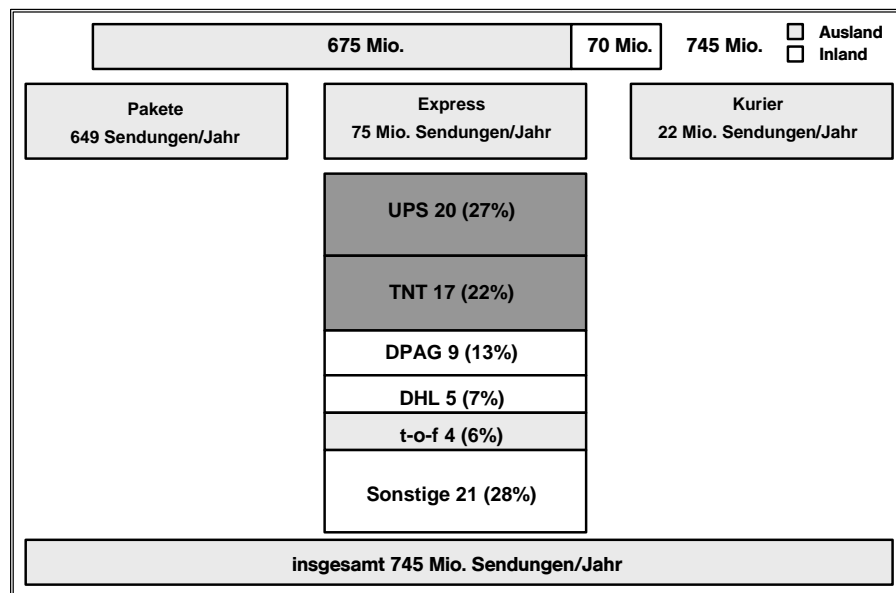 675 Mio.
70 Mio.
745 Mio.
Ausland
Inland
Pakete
649 Sendungen/Jahr
Express
75 Mio. Sendungen/Jahr
Kurier
22 Mio. Sendungen/Jahr
UPS 20 (27%)
TNT 17 (22%)
DPAG 9 (13%)
DHL 5 (7%)
t-o-f 4 (6%)
Sonstige 21 (28%)
insgesamt 745 Mio. Sendungen/Jahr